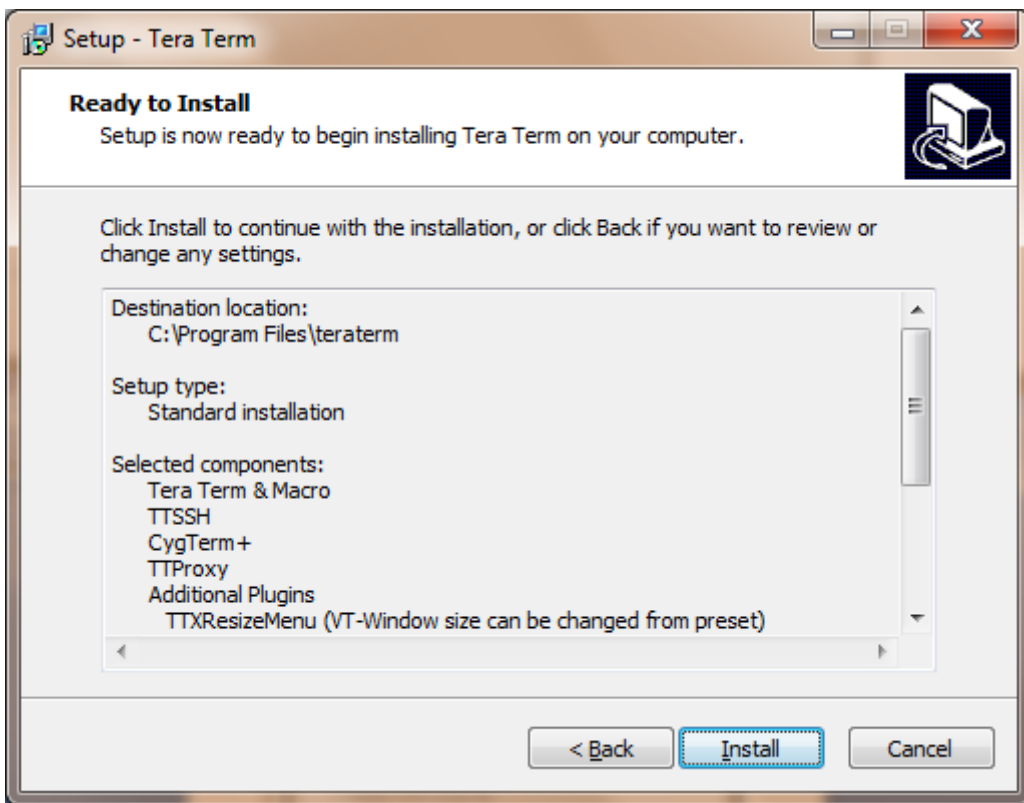 Setup - Tera Term
Ready to Install
Setup is now ready to begin installing Tera Term on your computer.
Click Install to continue with the installation, or click Back if you want to review or
change any settings.
Destination location:
C:\Program Files\teraterm
Setup type:
Standard installation
Selected components:
Tera Term & Macro
TTSSH
CygTerm+
TTProxy
Additional Plugins
TTXResizeMenu (VT-Window size can be changed from preset)
< Back
Install
Cancel